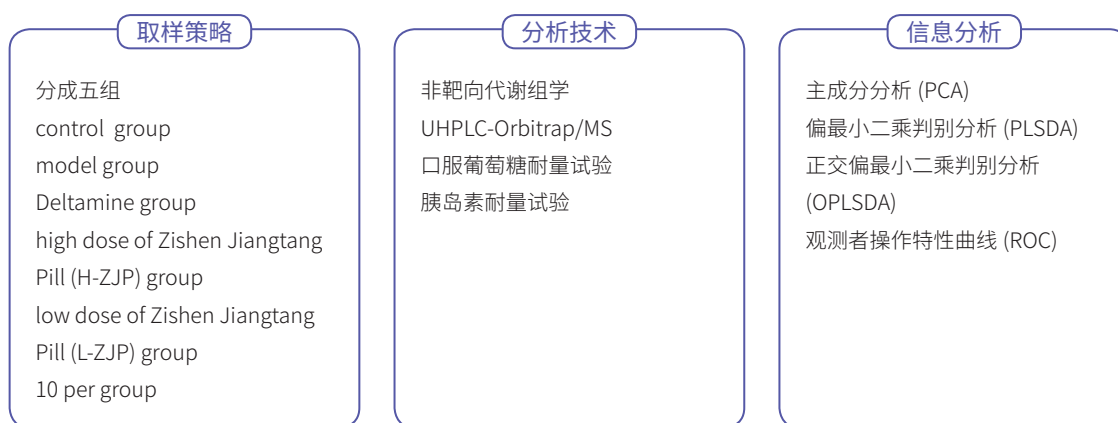 取样策略
分成五组
control group
model group
Deltamine group
high dose of Zishen Jiangtang
Pill (H-ZJP) group
low dose of Zishen Jiangtang
Pill (L-ZJP) group
10 per group
分析技术
非靶向代谢组学
UHPLC-Orbitrap/MS
口服葡萄糖耐量试验
胰岛素耐量试验
信息分析
主成分分析 (PCA)
偏最小二乘判别分析 (PLSDA)
正交偏最小二乘判别分析
(OPLSDA)
观测者操作特性曲线 (ROC)